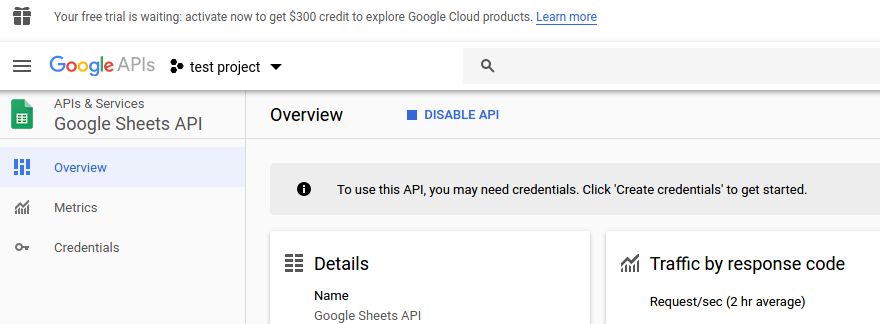 Your free trial is waiting: activate now to get $300 credit to explore Google Cloud products. Learn more
Google APIs
test project
APIs & Services
Google Sheets API
Overview
DISABLE API
Overview
Metrics
Credentials
To use this API, you may need credentials. Click 'Create credentials' to get started.
Details
Name
Google Sheets API
Traffic by response code
Request/sec (2 hr average)